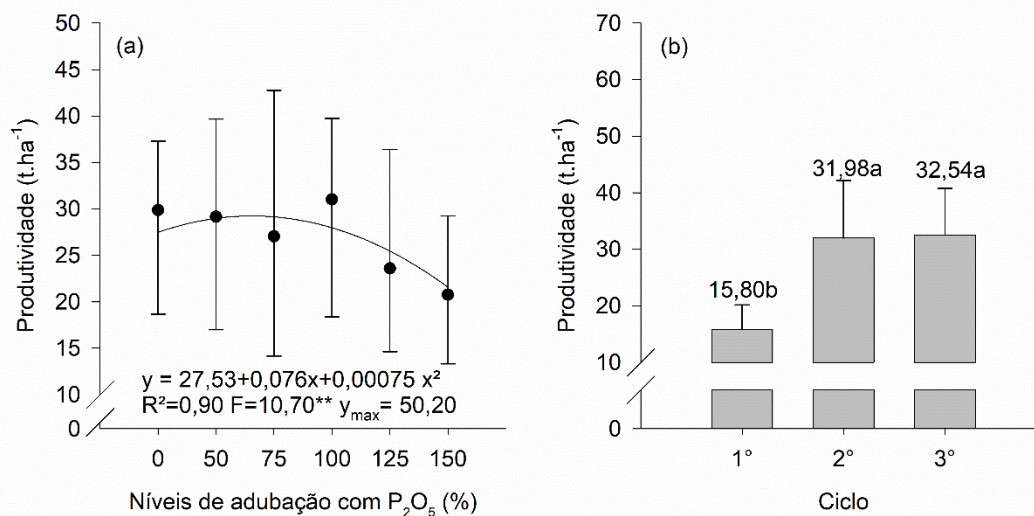 (a)
Produtividade (t.ha⁻¹)
50
45
40
35
30
25
20
15
10
0
y = 27,53+0,076x+0,00075 x²
R²=0,90 F=10,70** yₘₐₓ= 50,20
0 50 75 100 125 150
Níveis de adubação com P₂O₅ (%)
(b)
Produtividade (t.ha⁻¹)
70
60
50
40
30
20
10
0
15,80b
31,98a
32,54a
1° 2° 3°
Ciclo